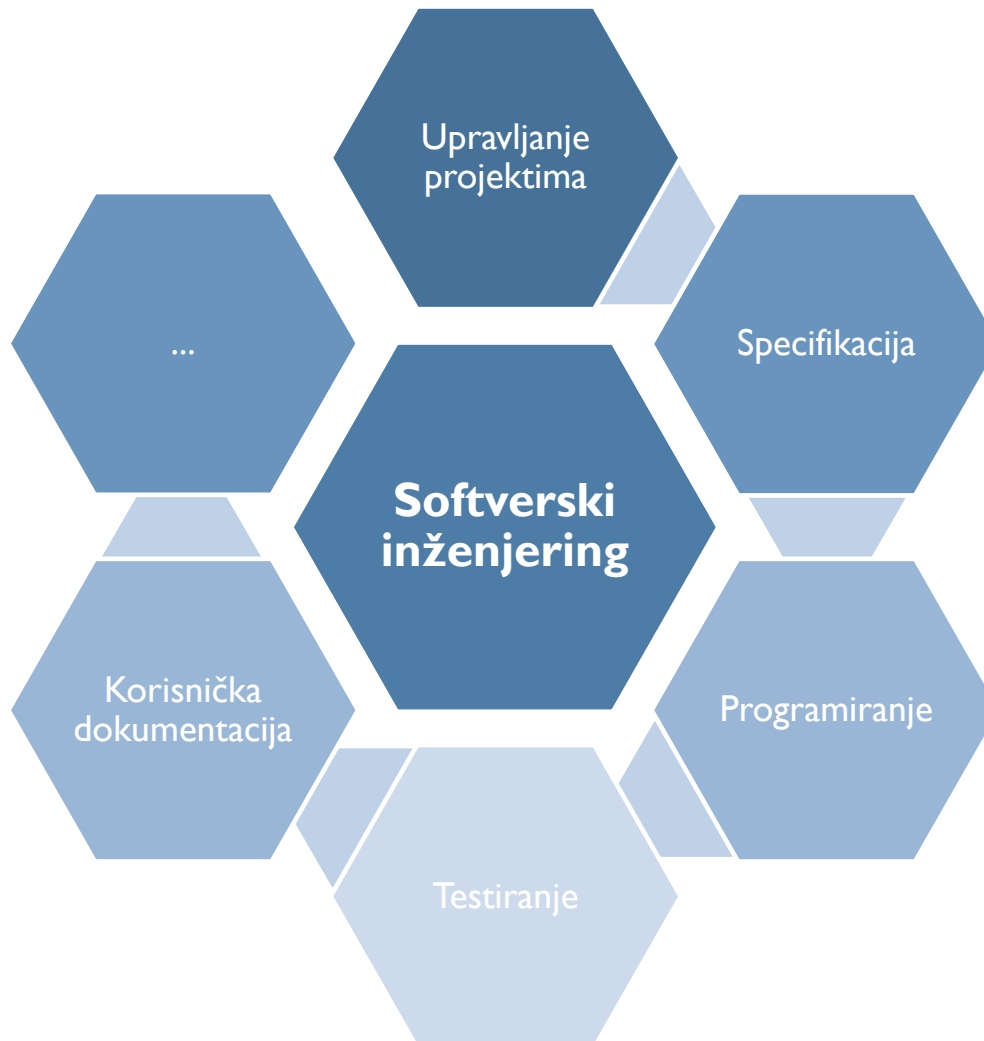 Upravljanje
projektima
Specifikacija
...
Softverski
inženjering
Programiranje
Korisnička
dokumentacija
Testiranje